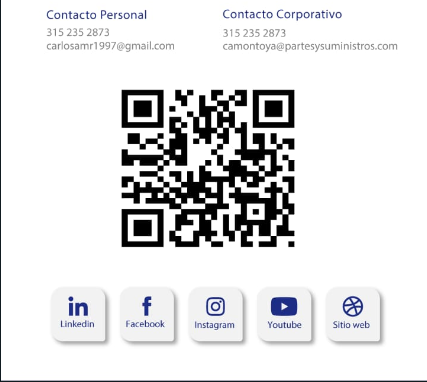 Contacto Personal
315 235 2873
carlosamr1997@gmail.com
Contacto Corporativo
315 235 2873
camontoya@partesysuministros.com
Linkedin
Facebook
Instagram
Youtube
Sitio web